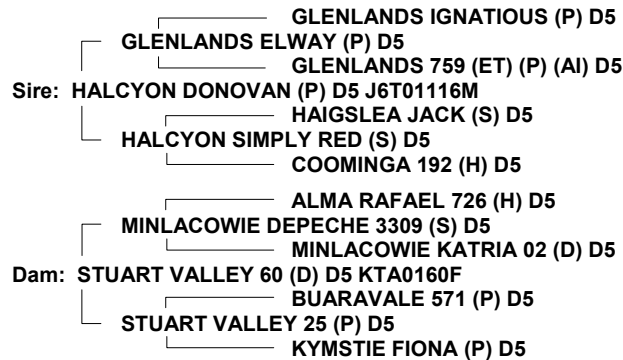 GLENLANDS IGNATIOUS (P) D5
GLENLANDS ELWAY (P) D5
GLENLANDS 759 (ET) (P) (AI) D5
Sire: HALCYON DONOVAN (P) D5 J6T01116M
HAIGSLEA JACK (S) D5
HALCYON SIMPLY RED (S) D5
COOMINGA 192 (H) D5
ALMA RAFAEL 726 (H) D5
MINLACOWIE DEPECHE 3309 (S) D5
MINLACOWIE KATRIA 02 (D) D5
Dam: STUART VALLEY 60 (D) D5 KTA0160F
BUARAVALE 571 (P) D5
STUART VALLEY 25 (P) D5
KYMSTIE FIONA (P) D5